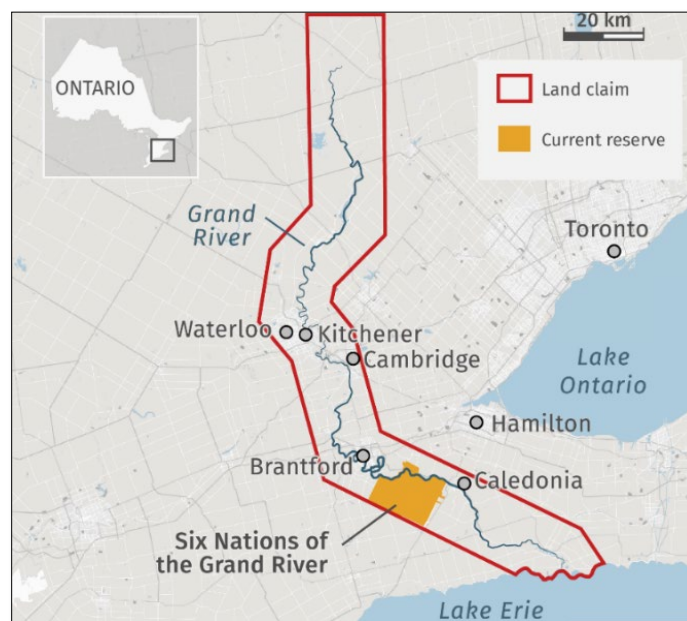 20 km
ONTARIO
Land claim
Current reserve
Grand
River
Toronto
Waterloo
Kitchener
Cambridge
Lake
Ontario
Hamilton
Brantford
Caledonia
Six Nations of
the Grand River
Lake Erie